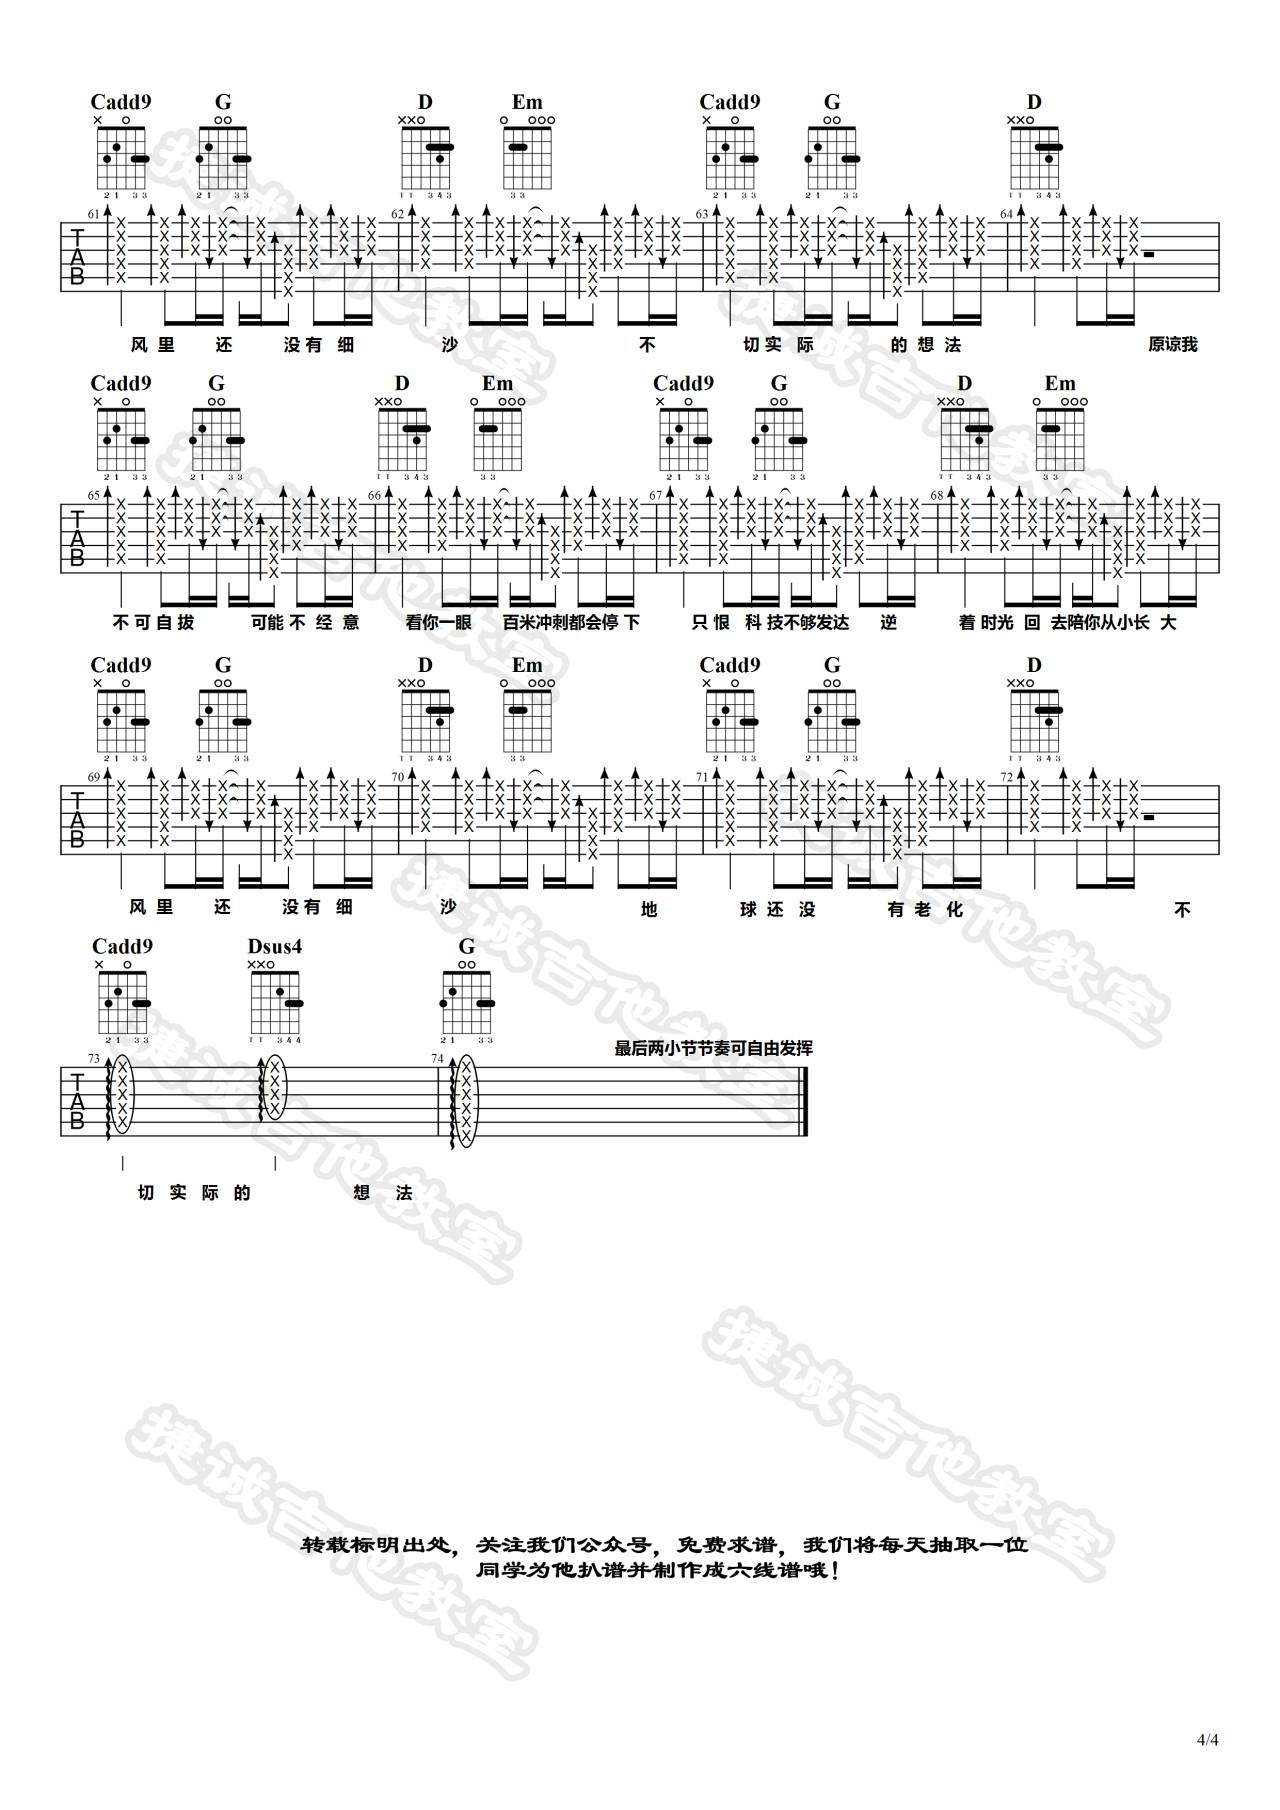 Cadd9 G D Em Cadd9 G D
61 62 63 64
风里 还 没有细 沙 不 切实际 的想法 原谅我
Cadd9 G D Em Cadd9 G D Em
65 66 67 68
不可自拔 可能不经意 看你一眼 百米冲刺都会停下 只恨科技不够发达 逆 着时光回去陪你从小长大
Cadd9 G D Em Cadd9 G D
69 70 71 72
风里 还 没有细 沙 地 球还没 有老化 不
Cadd9 Dsus4 G
最后两小节节奏可自由发挥
73 74
切实际的 想法
转载标明出处，关注我们公众号，免费求谱，我们将每天抽取一位
同学为他扒谱并制作成六线谱哦！
捷诚吉他教室
4/4